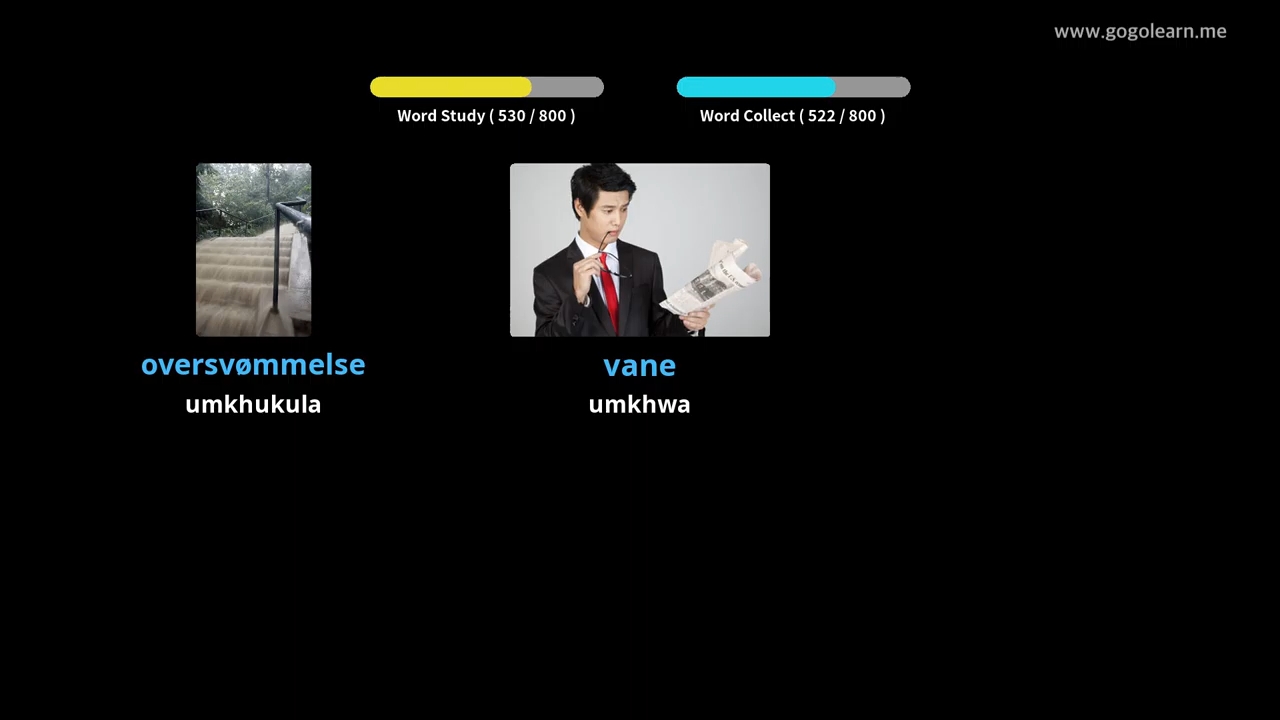 www.gogolearn.me
Word Study ( 530 / 800 )
Word Collect ( 522 / 800 )
oversvømmelse
vane
umkhukula
umkhwa